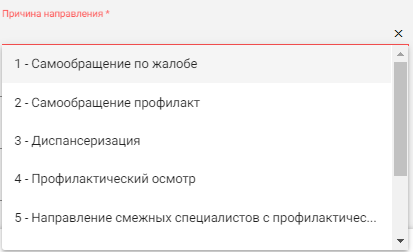 Причина направления *
1 - Самообращение по жалобе
2 - Самообращение профилакт
3 - Диспансеризация
4 - Профилактический осмотр
5 - Направление смежных специалистов с профилактичес...